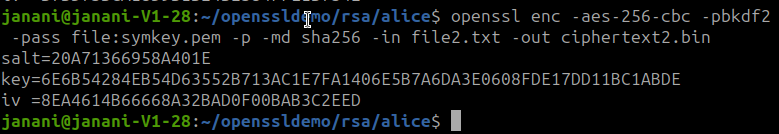 janani@janani-V1-28:~/openssldemo/rsa/alice$ openssl enc -aes-256-cbc -pbkdf2
-pass file:symkey.pem -p -md sha256 -in file2.txt -out ciphertext2.bin
salt=20A71366958A401E
key=6E6B54284EB54D63552B713AC1E7FA1406E5B7A6DA3E0608FDE17DD11BC1ABDE
iv =8EA4614B66668A32BAD0F00BAB3C2EED
janani@janani-V1-28:~/openssldemo/rsa/alice$